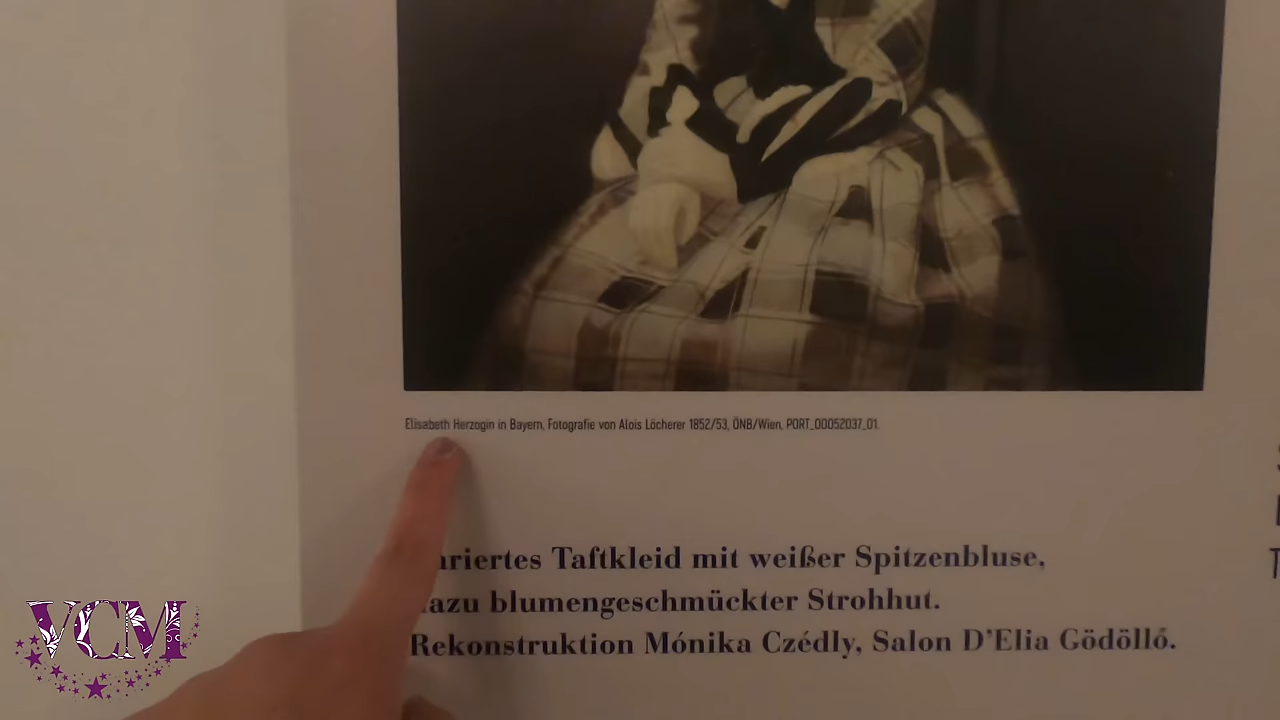 Elisabeth Herzogin in Bayern, Fotografie von Alois Löcherer 1852/53, ÖNB/Wien, PORT_00052037_01.
ariertes Taftkleid mit weißer Spitzenbluse,
azu blumengeschmückter Strohhut.
Rekonstruktion Mónika Czédly, Salon D'Elia Gödöllő.
VCM